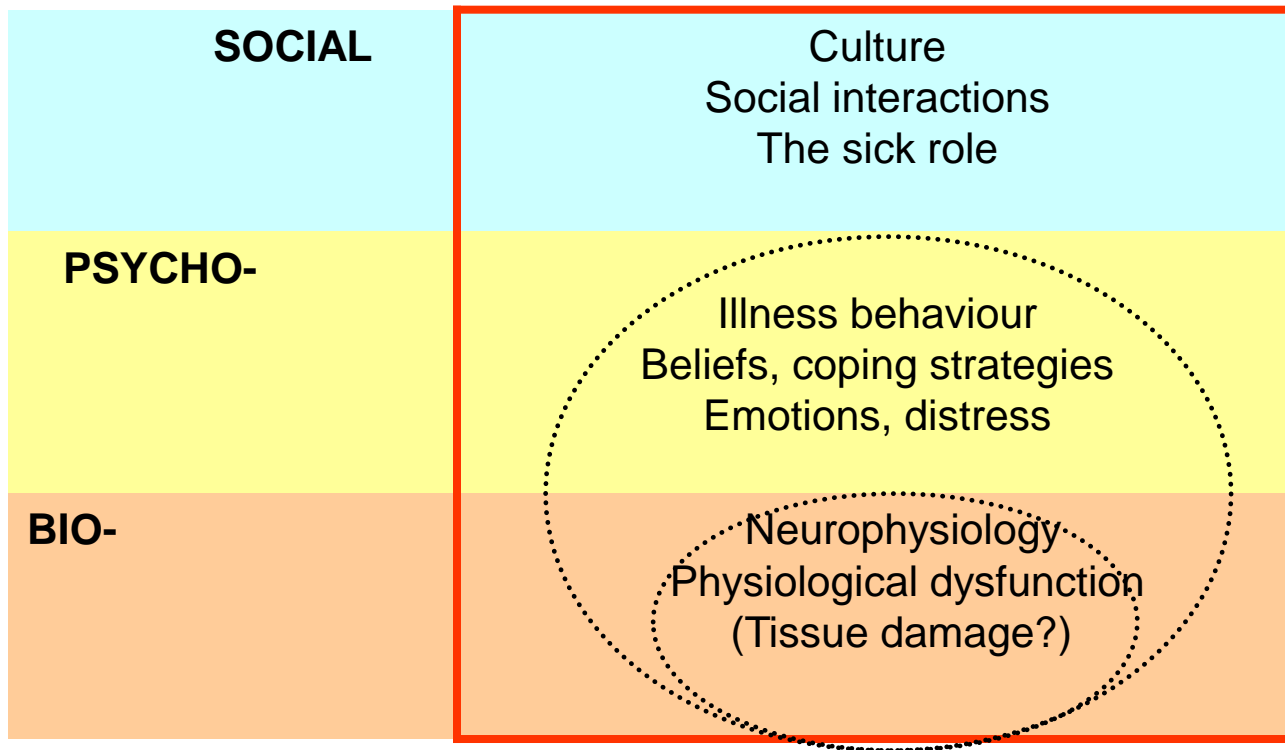 SOCIAL
Culture
Social interactions
The sick role
PSYCHO-
Illness behaviour
Beliefs, coping strategies
Emotions, distress
BIO-
Neurophysiology
Physiological dysfunction
(Tissue damage?)